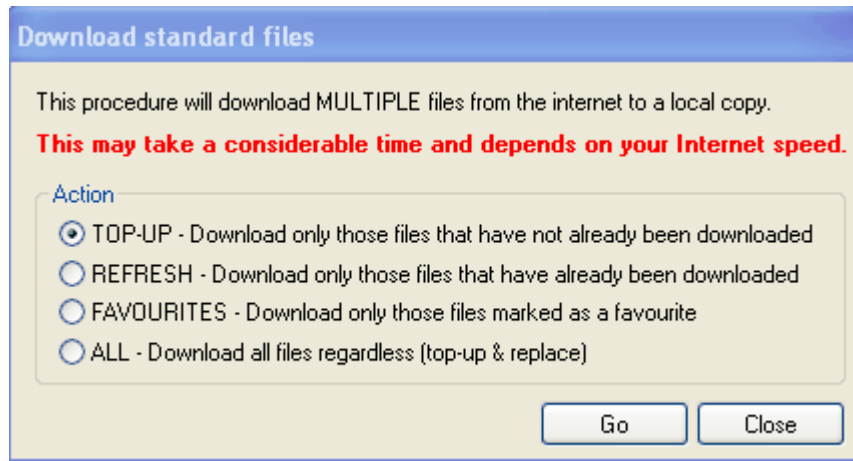 Download standard files
This procedure will download MULTIPLE files from the internet to a local copy.
This may take a considerable time and depends on your Internet speed.
Action
TOP-UP - Download only those files that have not already been downloaded
REFRESH - Download only those files that have already been downloaded
FAVOURITES - Download only those files marked as a favourite
ALL - Download all files regardless (top-up & replace)
Go Close